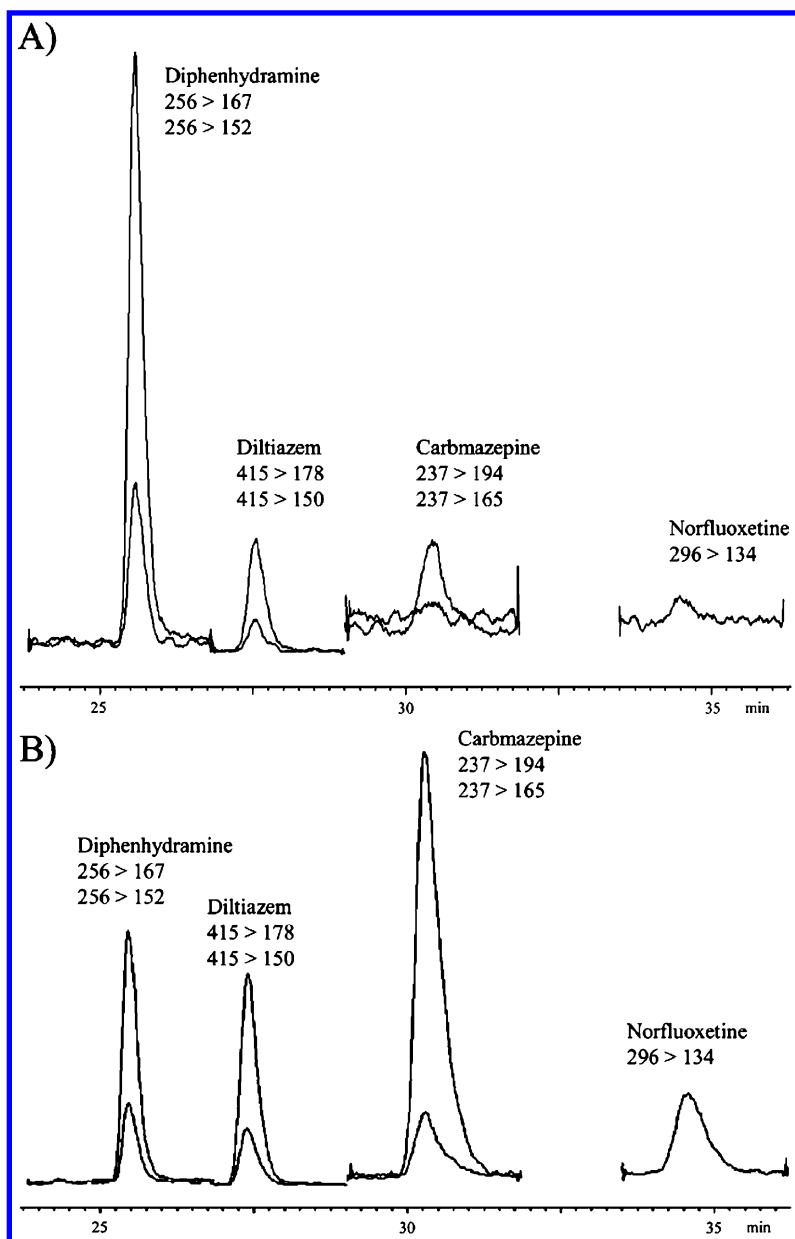 A)
Diphenhydramine
256 > 167
256 > 152
Diltiazem
415 > 178
415 > 150
Carbmazepine
237 > 194
237 > 165
Norfluoxetine
296 > 134
25
30
35
min
B)
Carbmazepine
237 > 194
237 > 165
Diphenhydramine
256 > 167
256 > 152
Diltiazem
415 > 178
415 > 150
Norfluoxetine
296 > 134
25
30
35
min